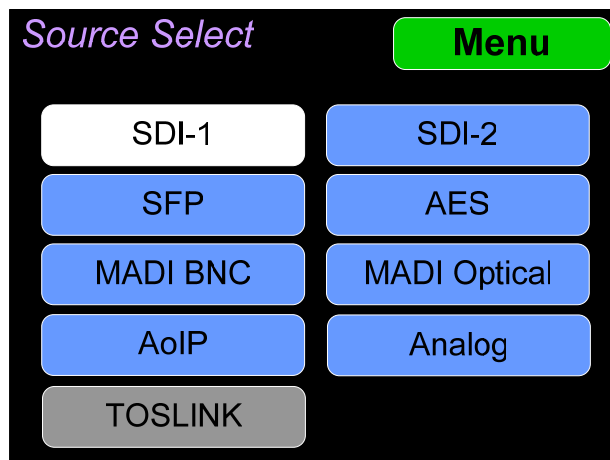 Source Select
Menu
SDI-1
SDI-2
SFP
AES
MADI BNC
MADI Optical
AoIP
Analog
TOSLINK